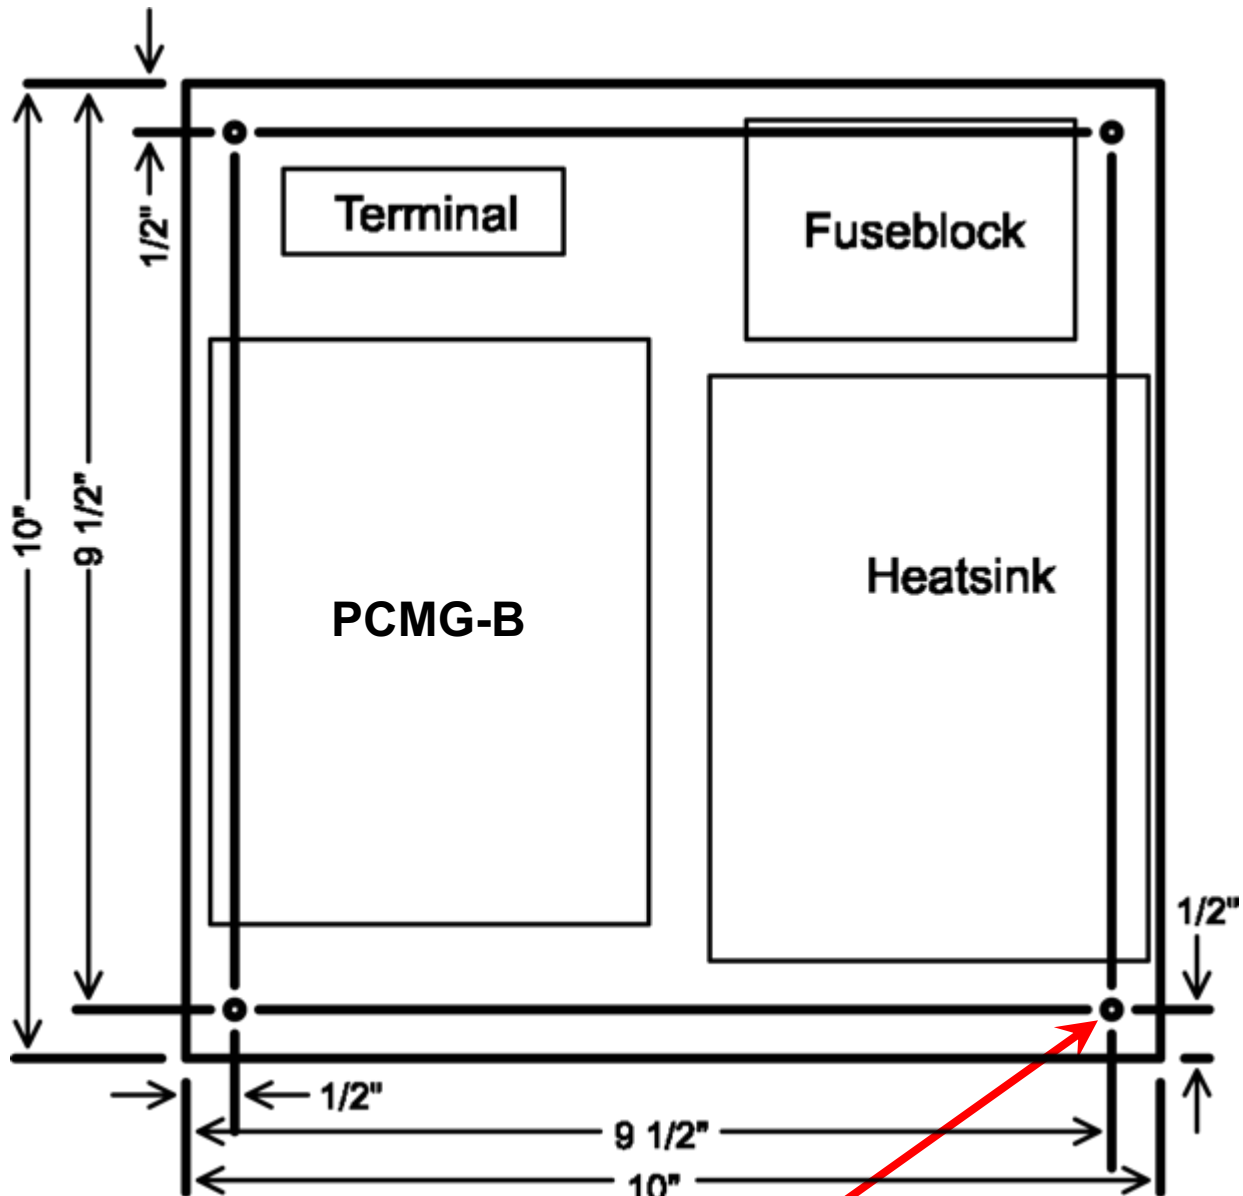 1/2"
Terminal
Fuseblock
10"
9 1/2"
Heatsink
PCMG-B
1/2"
1/2"
9 1/2"
10"